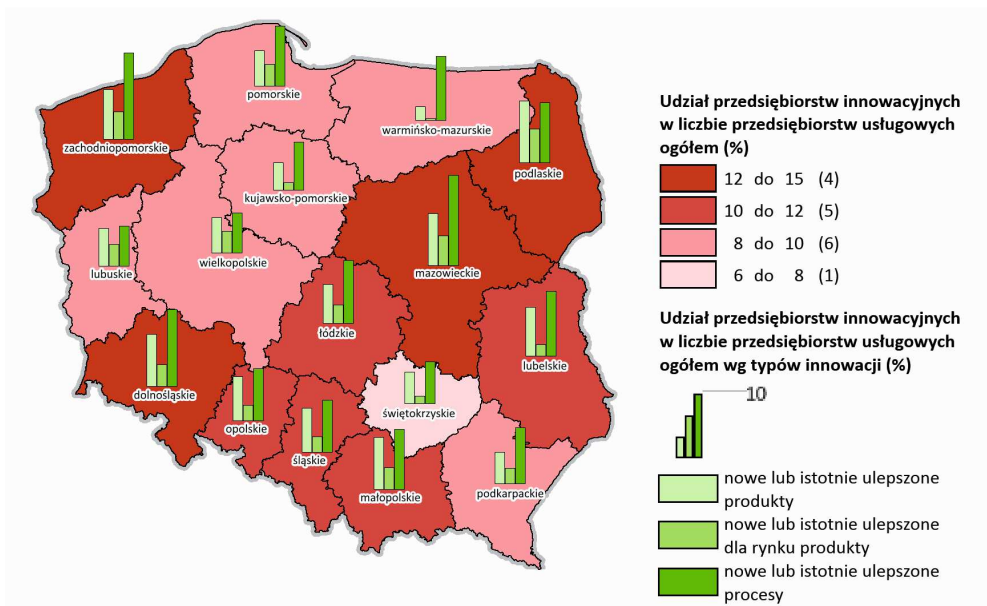 pomorskie
warmińsko-mazurskie
zachodniopomorskie
podlaskie
kujawsko-pomorskie
wielkopolskie
mazowieckie
lubuskie
łódzkie
lubelskie
dolnośląskie
świętokrzyskie
opolskie
śląskie
małopolskie
podkarpackie
Udział przedsiębiorstw innowacyjnych
w liczbie przedsiębiorstw usługowych
ogółem (%)
12 do 15 (4)
10 do 12 (5)
8 do 10 (6)
6 do 8 (1)
Udział przedsiębiorstw innowacyjnych
w liczbie przedsiębiorstw usługowych
ogółem wg typów innowacji (%)
10
nowe lub istotnie ulepszone
produkty
nowe lub istotnie ulepszone
dla rynku produkty
nowe lub istotnie ulepszone
procesy